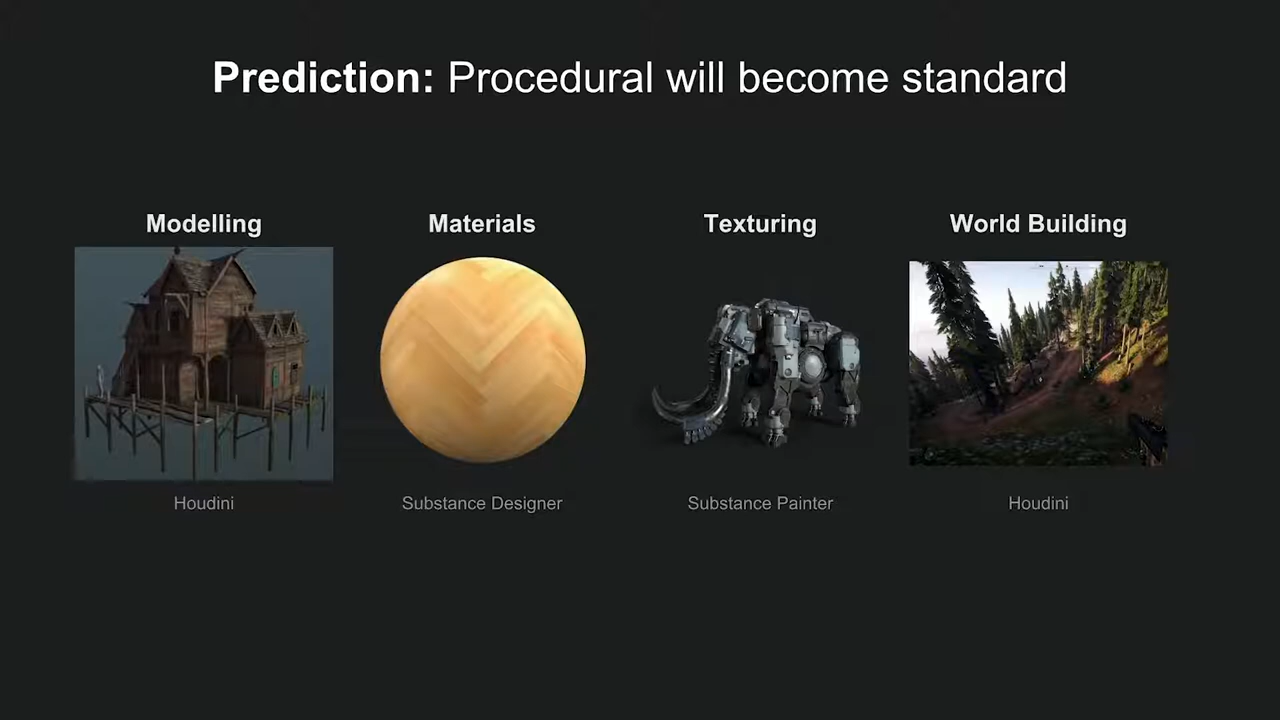 Prediction: Procedural will become standard
Modelling
Materials
Texturing
World Building
Houdini
Substance Designer
Substance Painter
Houdini